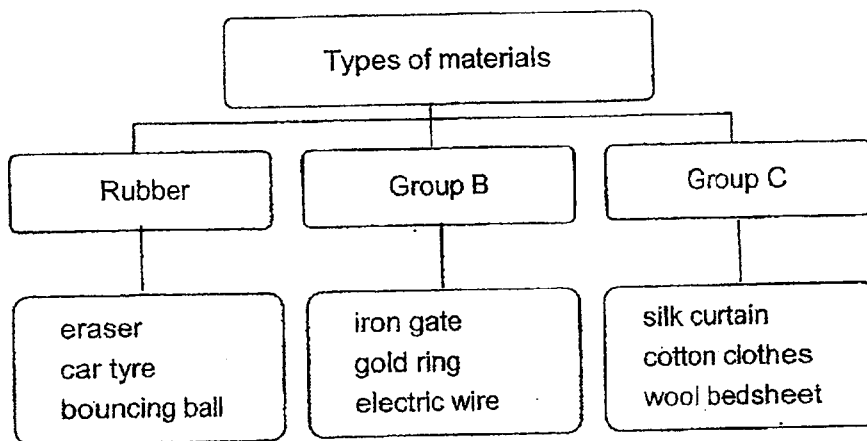 Types of materials
Rubber
Group B
Group C
eraser
car tyre
bouncing ball
iron gate
gold ring
electric wire
silk curtain
cotton clothes
wool bedsheet